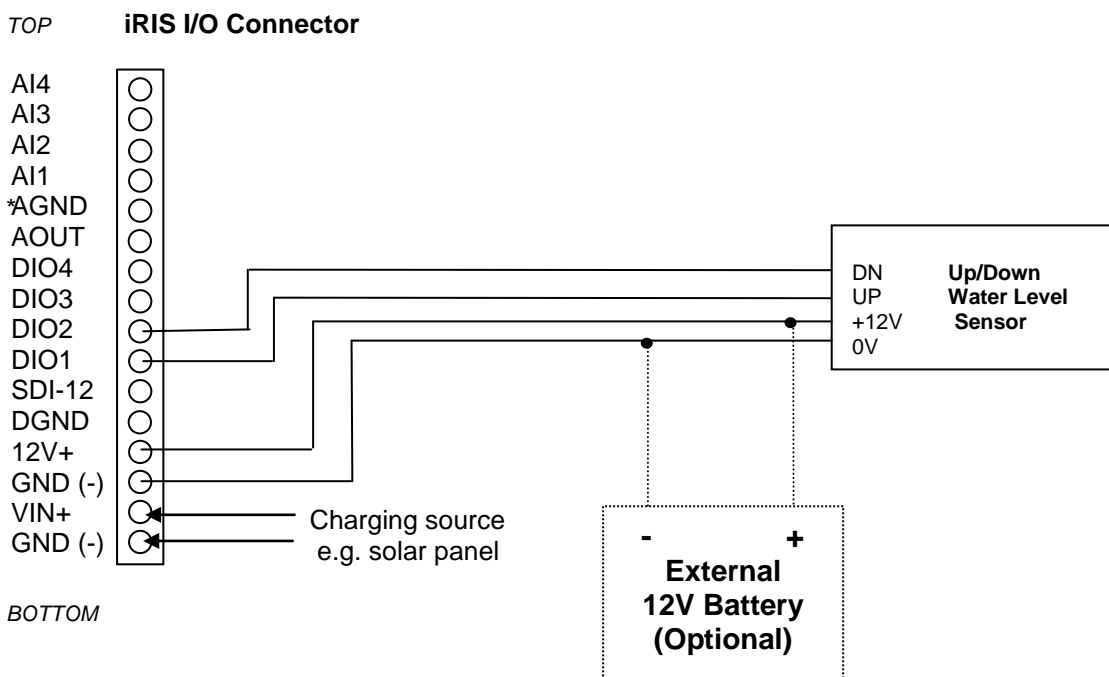 TOP
iRIS I/O Connector
AI4
AI3
AI2
AI1
*AGND
AOUT
DIO4
DIO3
DIO2
DIO1
SDI-12
DGND
12V+
GND (-)
VIN+
GND (-)
BOTTOM
Charging source
e.g. solar panel
DN
UP
+12V
0V
Up/Down
Water Level
Sensor
- +
External
12V Battery
(Optional)